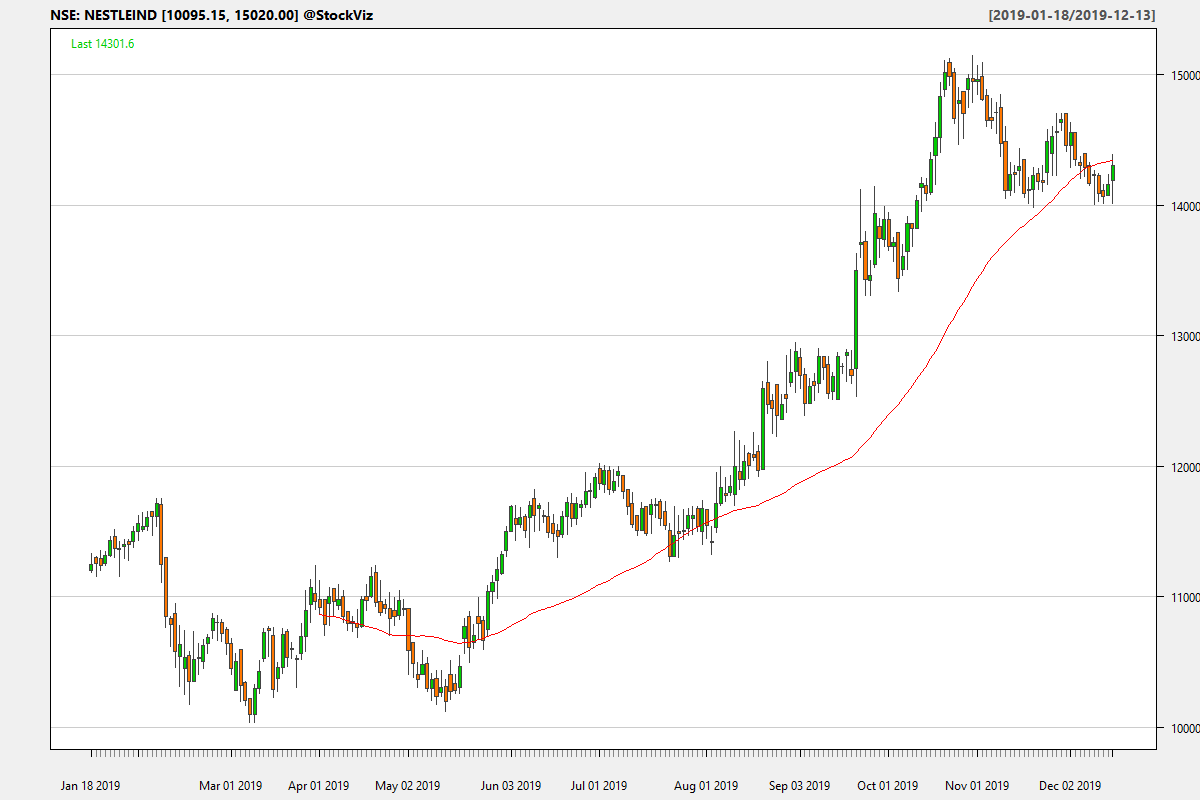 NSE: NESTLEIND [10095.15, 15020.00] @StockViz
[2019-01-18/2019-12-13]
Last 14301.6
15000
14000
13000
12000
11000
10000
Jan 18 2019
Mar 01 2019
Apr 01 2019
May 02 2019
Jun 03 2019
Jul 01 2019
Aug 01 2019
Sep 03 2019
Oct 01 2019
Nov 01 2019
Dec 02 2019